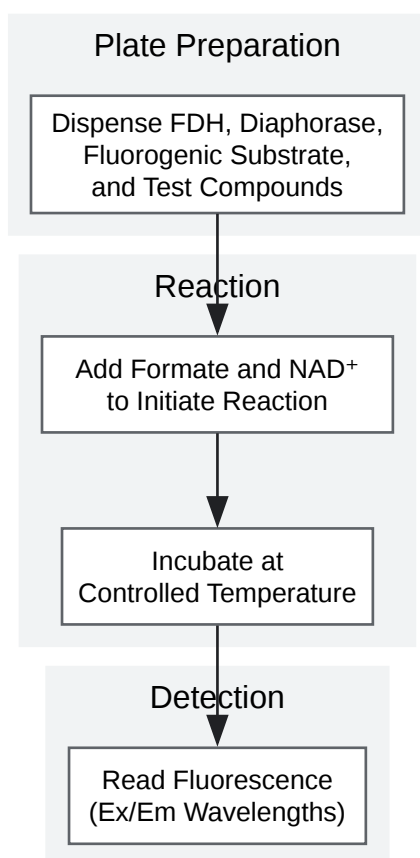 Plate Preparation
Dispense FDH, Diaphorase,
Fluorogenic Substrate,
and Test Compounds
Reaction
Add Formate and NAD⁺
to Initiate Reaction
Incubate at
Controlled Temperature
Detection
Read Fluorescence
(Ex/Em Wavelengths)